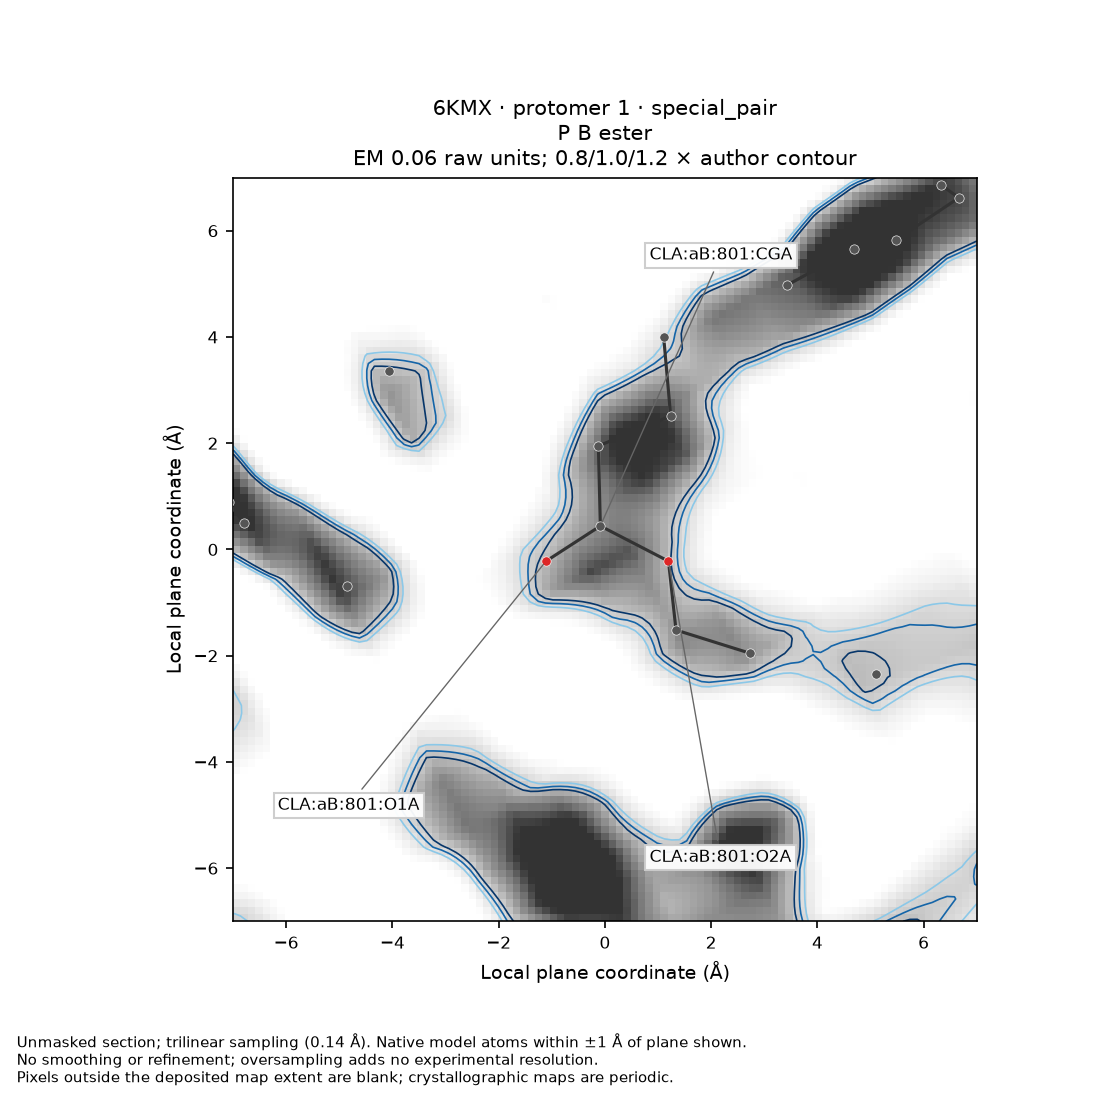 6KMX · protomer 1 · special_pair
P B ester
EM 0.06 raw units; 0.8/1.0/1.2 × author contour
CLA:aB:801:CGA
CLA:aB:801:O1A
CLA:aB:801:O2A
Local plane coordinate (Å)
6
4
2
0
−2
−4
−6
−6
−4
−2
0
2
4
6
Local plane coordinate (Å)
Unmasked section; trilinear sampling (0.14 Å). Native model atoms within ±1 Å of plane shown.
No smoothing or refinement; oversampling adds no experimental resolution.
Pixels outside the deposited map extent are blank; crystallographic maps are periodic.